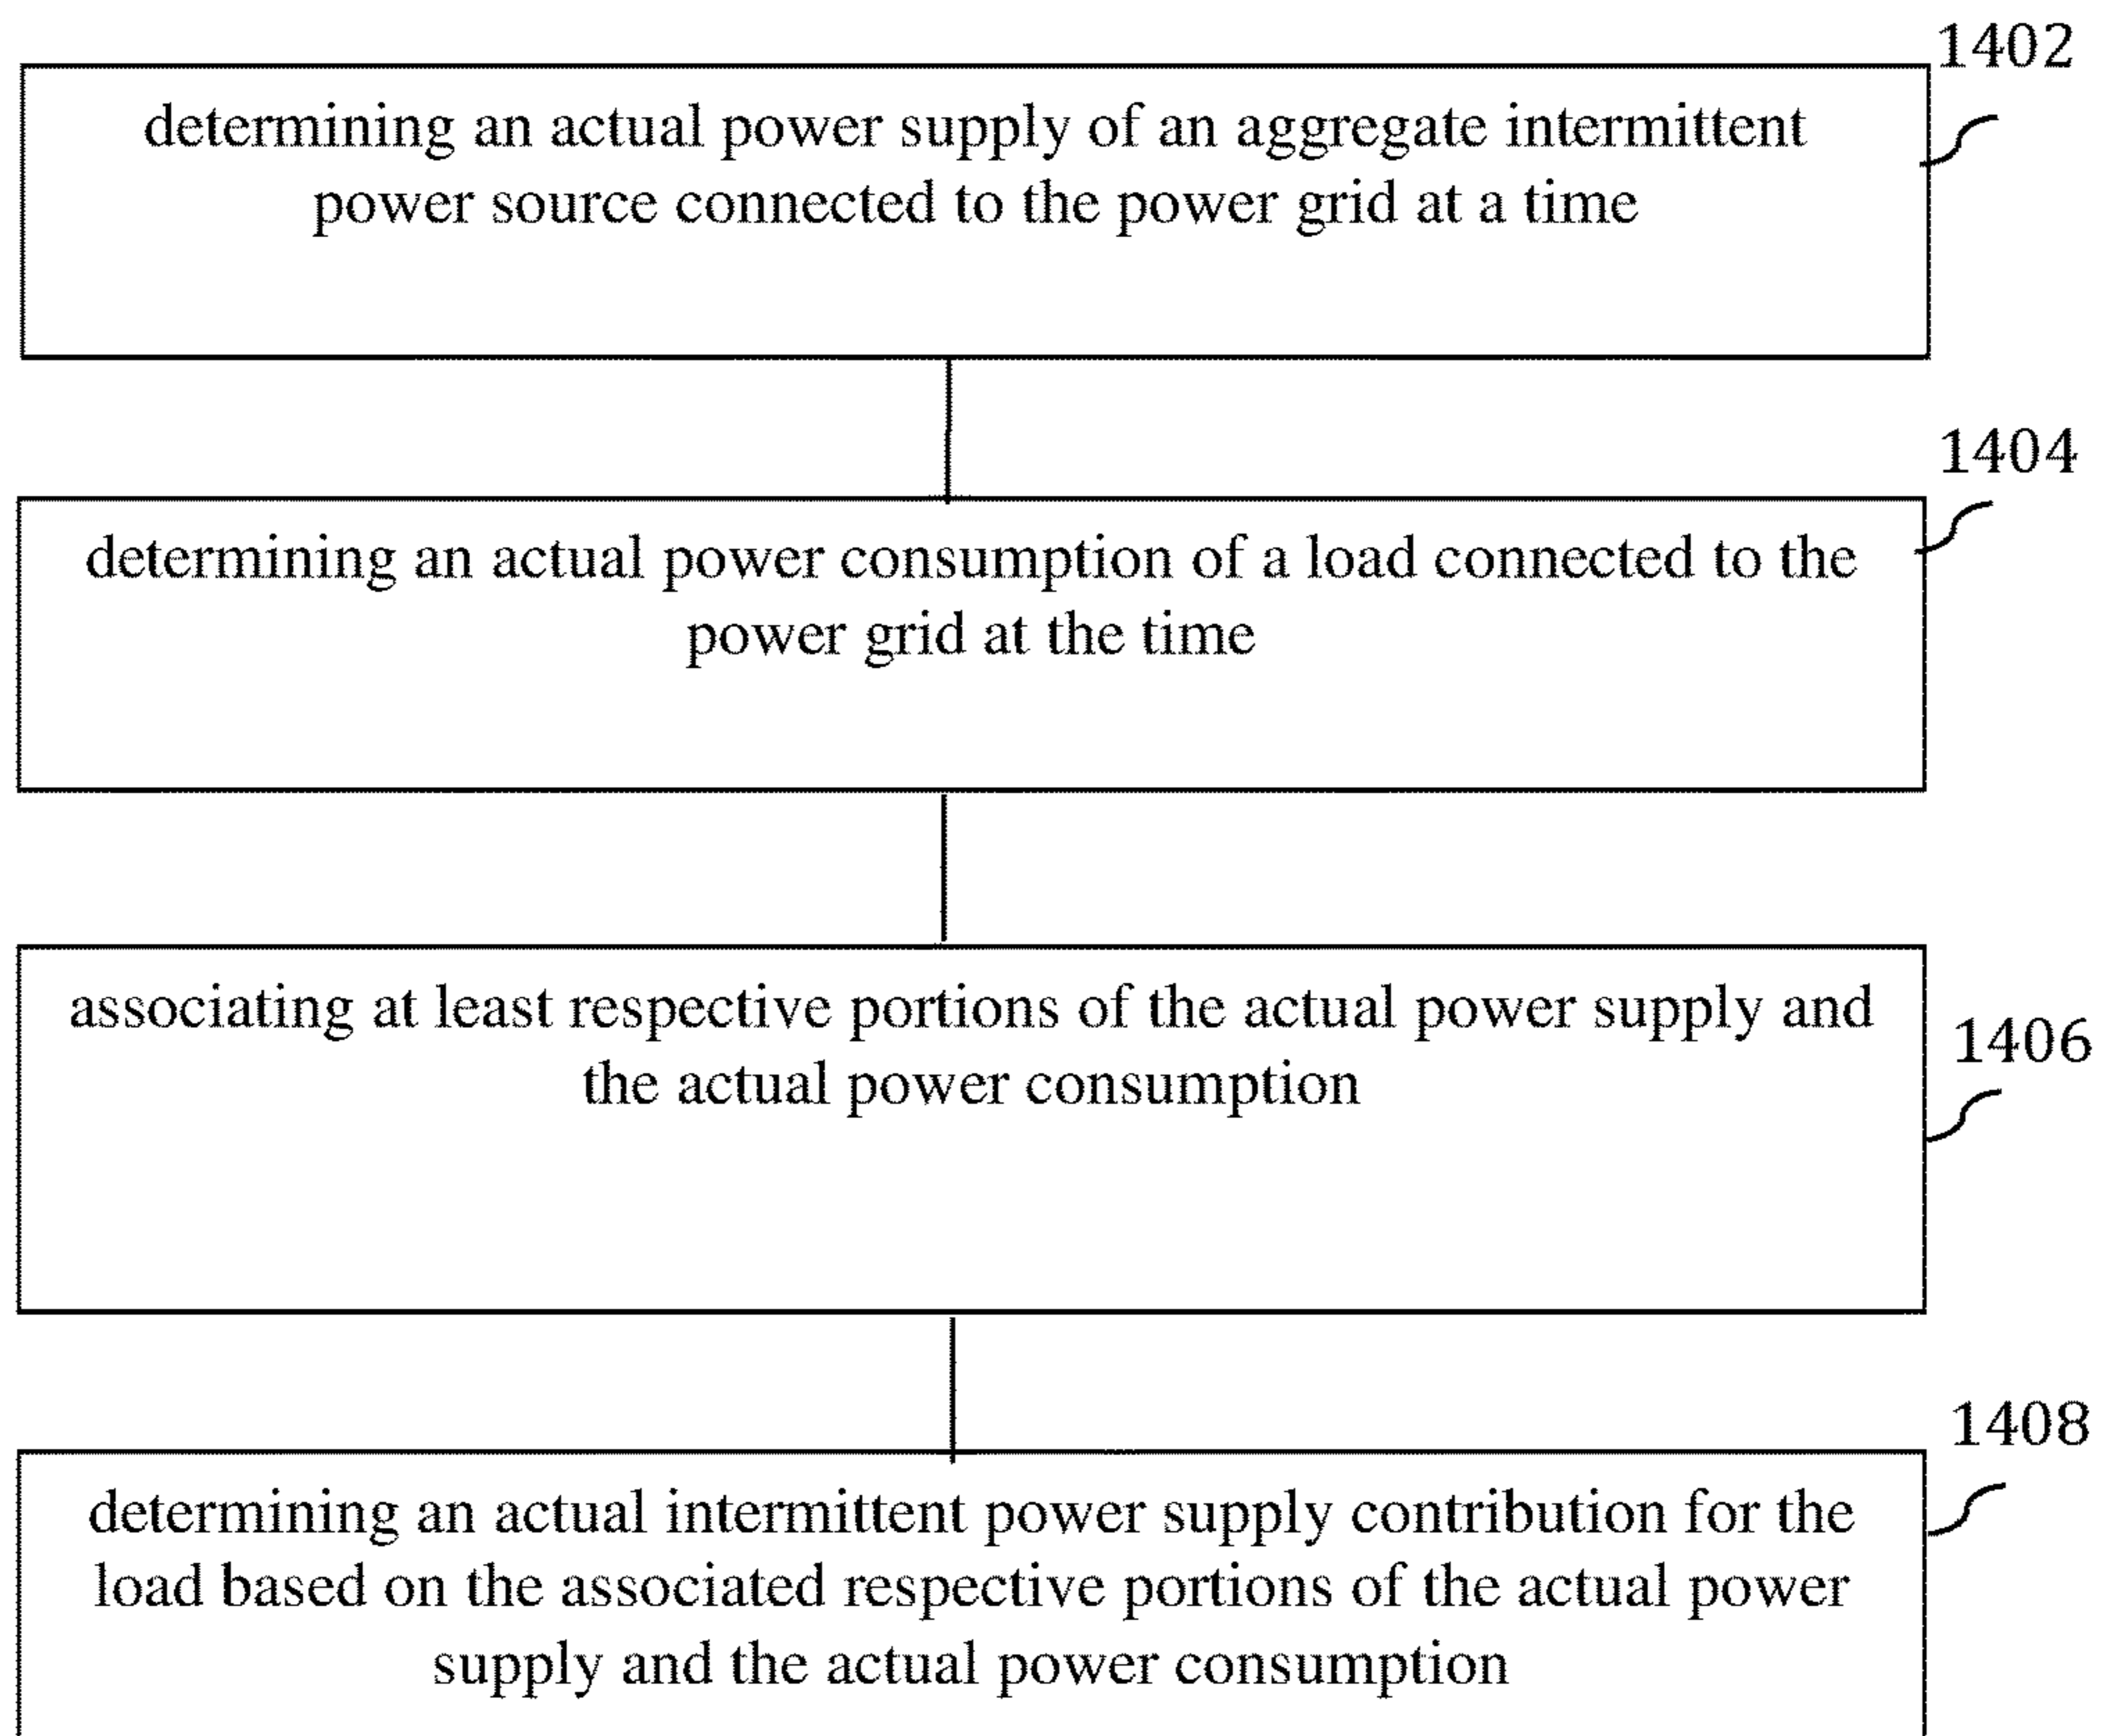 1402
determining an actual power supply of an aggregate intermittent
power source connected to the power grid at a time
1404
determining an actual power consumption of a load connected to the
power grid at the time
associating at least respective portions of the actual power supply and
the actual power consumption
1406
1408
determining an actual intermittent power supply contribution for the
load based on the associated respective portions of the actual power
supply and the actual power consumption